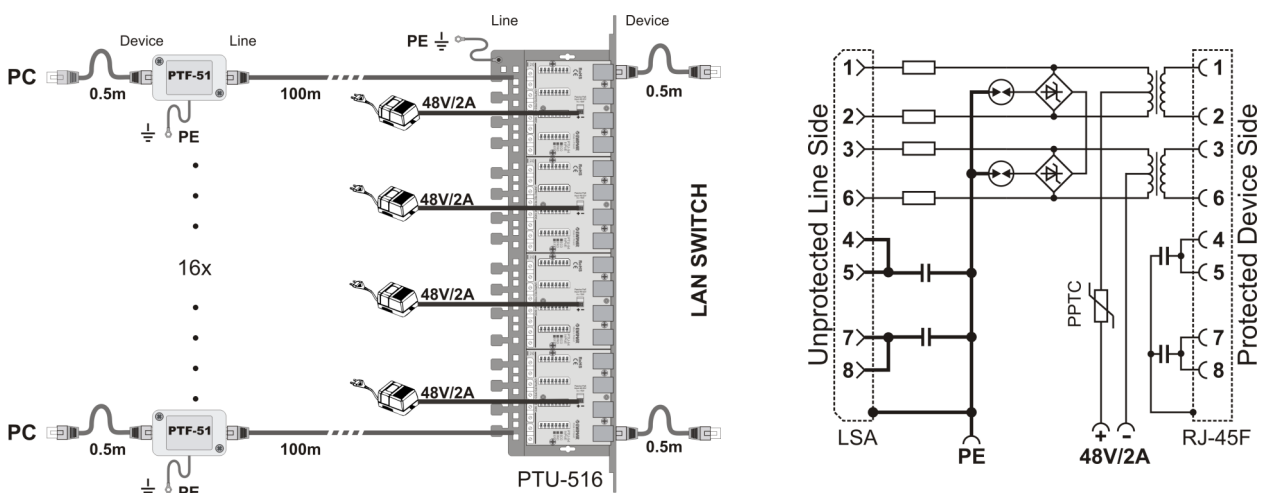 Line
Device
PE
Device
Line
PC
PTF-51
0.5m
100m
0.5m
PE
48V/2A
48V/2A
16x
48V/2A
48V/2A
LAN SWITCH
PC
PTF-51
0.5m
100m
0.5m
PE
PTU-516
Unprotected Line Side
1
2
3
6
4
5
7
8
LSA
PE
PPTC
+ -
48V/2A
1
2
3
6
4
5
7
8
RJ-45F
Protected Device Side